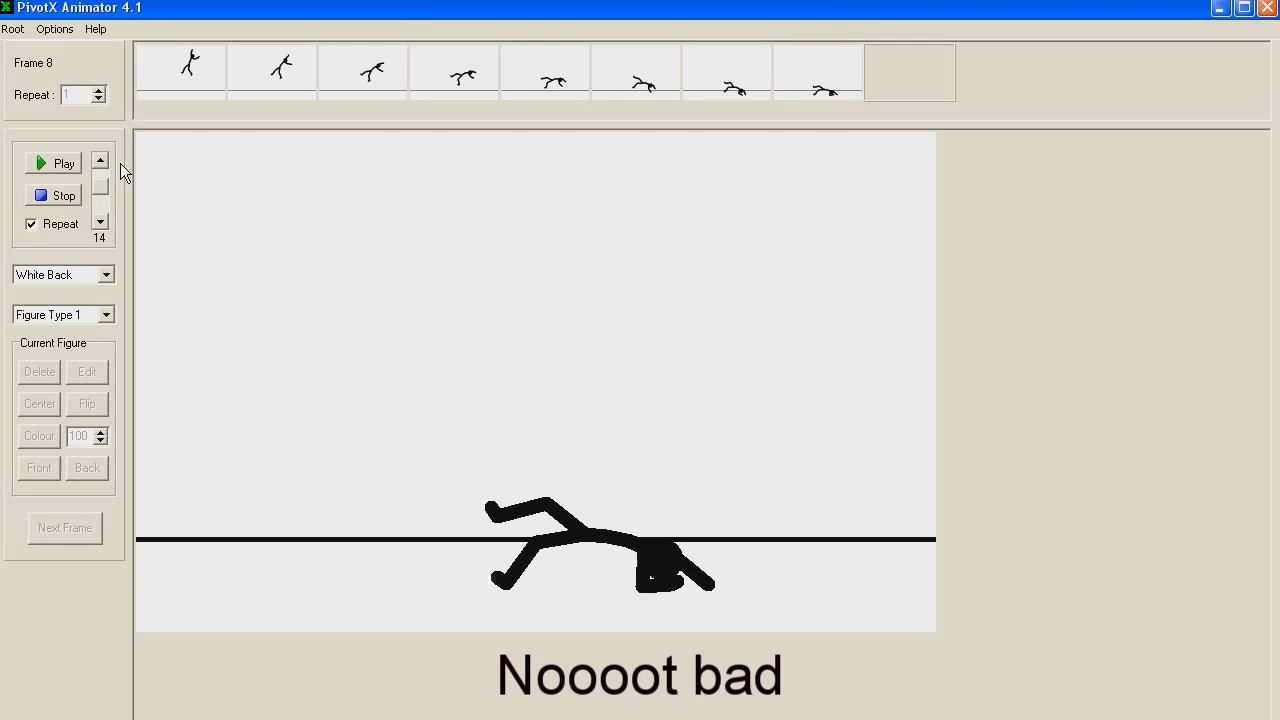 PivotX Animator 4.1
Root Options Help
Frame 8
Repeat : 1
Play
Stop
Repeat
14
White Back
Figure Type 1
Current Figure
Delete Edit
Center Flip
Colour 100
Front Back
Next Frame
Noooot bad